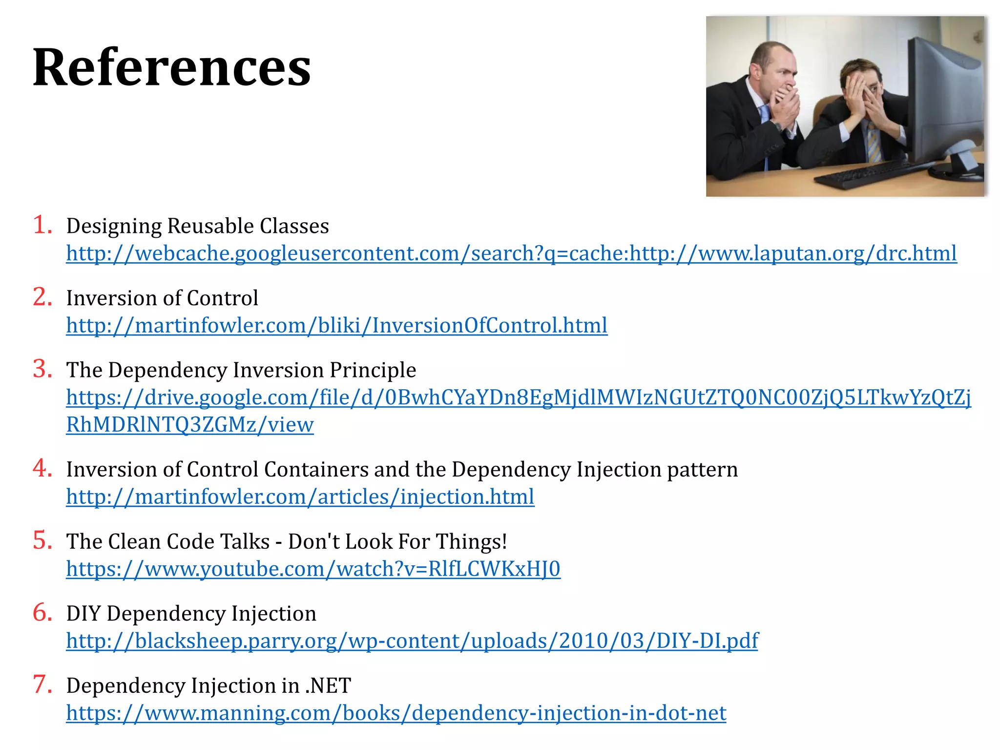 References
1. Designing Reusable Classes
http://webcache.googleusercontent.com/search?q=cache:http://www.laputan.org/drc.html
2. Inversion of Control
http://martinfowler.com/bliki/InversionOfControl.html
3. The Dependency Inversion Principle
https://drive.google.com/file/d/0BwhCYaYDn8EgMjdlMWIzNGUtZTQ0NC00ZjQ5LTkwYzQtZj
RhMDRlNTQ3ZGMz/view
4. Inversion of Control Containers and the Dependency Injection pattern
http://martinfowler.com/articles/injection.html
5. The Clean Code Talks - Don't Look For Things!
https://www.youtube.com/watch?v=RlfLCWKxHJ0
6. DIY Dependency Injection
http://blacksheep.parry.org/wp-content/uploads/2010/03/DIY-DI.pdf
7. Dependency Injection in .NET
https://www.manning.com/books/dependency-injection-in-dot-net